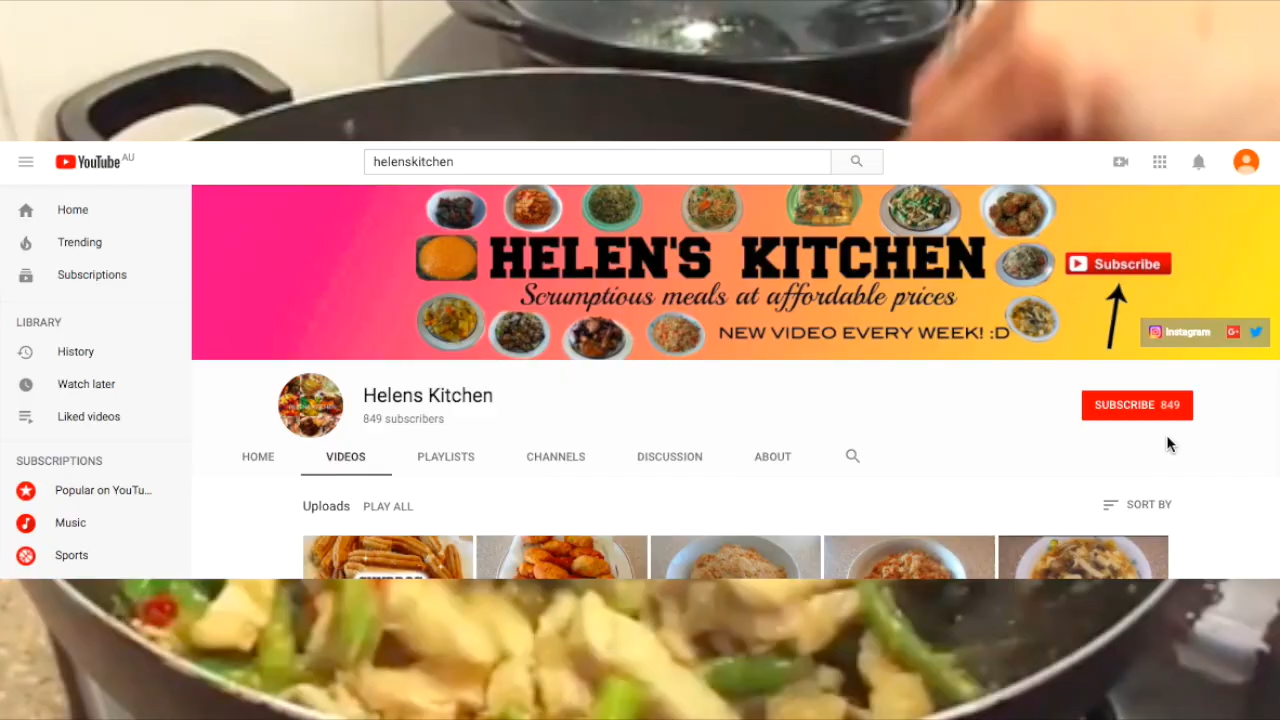 YouTube AU
helenskitchen
Home
Trending
Subscriptions
LIBRARY
History
Watch later
Liked videos
SUBSCRIPTIONS
Popular on YouTu...
Music
Sports
HELEN'S KITCHEN
Scrumptious meals at affordable prices
NEW VIDEO EVERY WEEK! :D
Subscribe
Instagram
G+
Helens Kitchen
849 subscribers
SUBSCRIBE 849
HOME VIDEOS PLAYLISTS CHANNELS DISCUSSION ABOUT
Uploads PLAY ALL
SORT BY